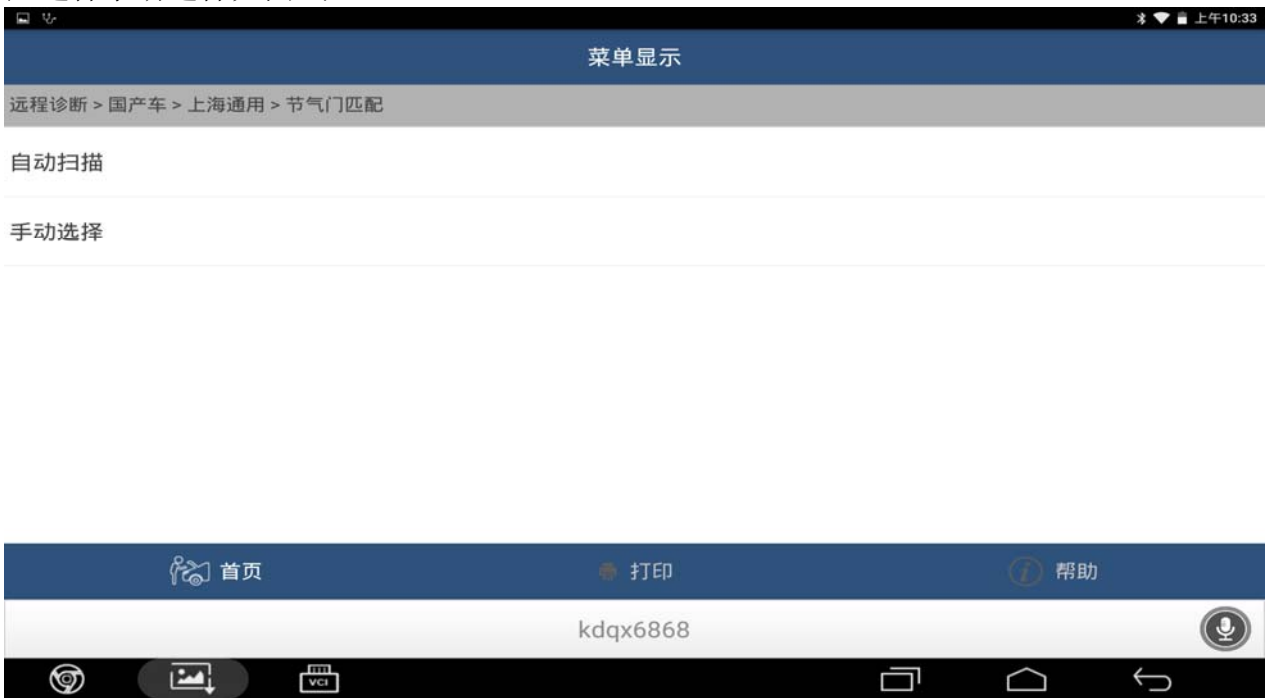 上午10:33
菜单显示
远程诊断 > 国产车 > 上海通用 > 节气门匹配
自动扫描
手动选择
首页
打印
帮助
kdqx6868
VCI